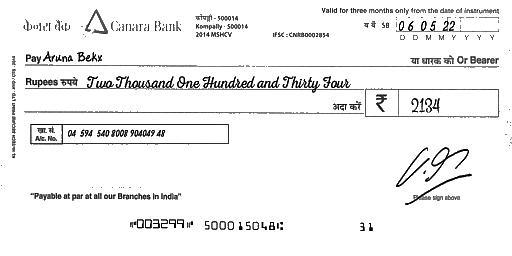 Valid for three months only from the date of instrument
केनरा बैंक Canara Bank
कोंपल्ली - 500014
Kompally - 500014
2014 MSHCV
IFSC : CNRB0002854
SB 06 05 22
D D M M Y Y Y Y
Pay Aruna Bekx या धारक को Or Bearer
Rupees रुपये Two Thousand One Hundred and Thirty Four
अदा करें ₹ 2134
खा. सं.
A/c. No. 04 594 540 8008 904049 48
"Payable at par at all our Branches in India"
Please sign above
⑈003299⑈ 500015048⑆ 31